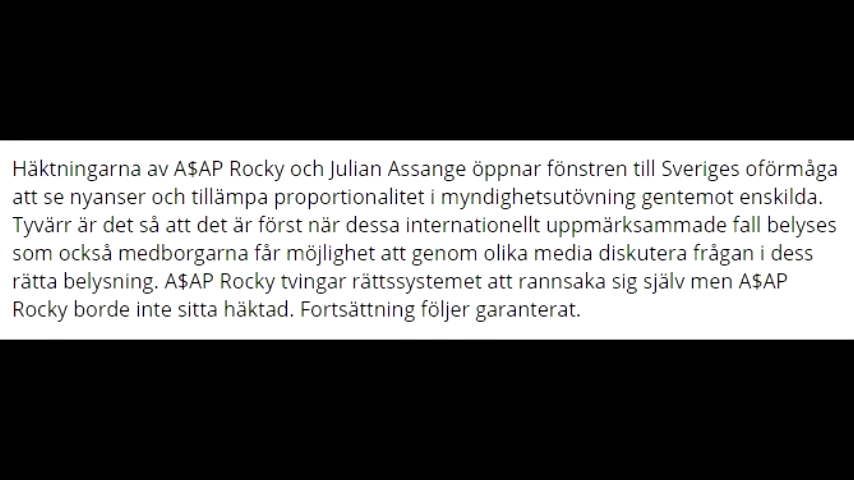 Häktningarna av A$AP Rocky och Julian Assange öppnar fönstren till Sveriges oförmåga
att se nyanser och tillämpa proportionalitet i myndighetsutövning gentemot enskilda.
Tyvärr är det så att det är först när dessa internationellt uppmärksammade fall belyses
som också medborgarna får möjlighet att genom olika media diskutera frågan i dess
rätta belysning. A$AP Rocky tvingar rättssystemet att rannsaka sig själv men A$AP
Rocky borde inte sitta häktad. Fortsättning följer garanterat.